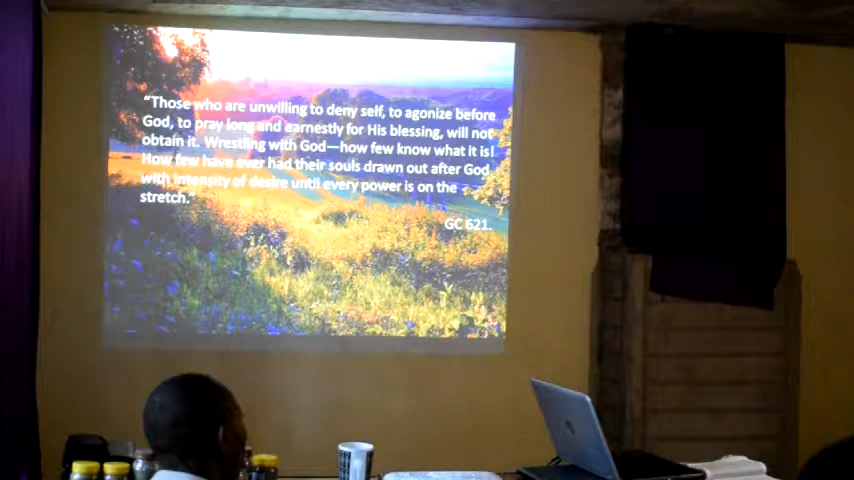 “Those who are unwilling to deny self, to agonize before
God, to pray long and earnestly for His blessing, will not
obtain it. Wrestling with God—how few know what it is!
How few have ever had their souls drawn out after God
with intensity of desire until every power is on the
stretch.”
GC 621.